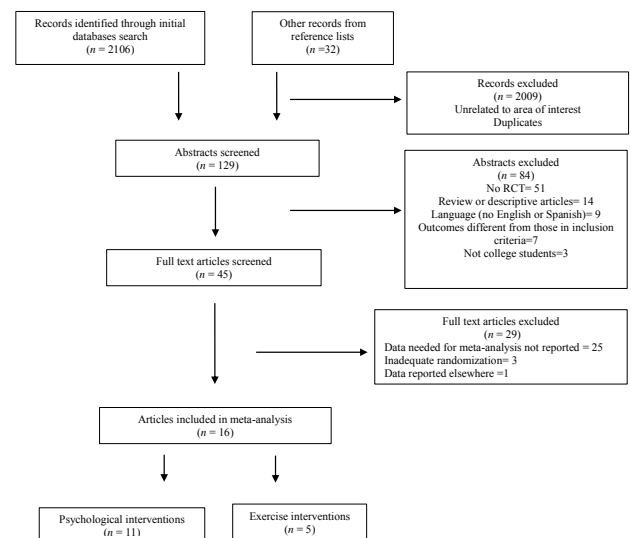 Records identified through initial
databases search
(n = 2106)
Other records from
reference lists
(n =32)
Records excluded
(n = 2009)
Unrelated to area of interest
Duplicates
Abstracts screened
(n = 129)
Abstracts excluded
(n = 84)
No RCT= 51
Review or descriptive articles= 14
Language (no English or Spanish)= 9
Outcomes different from those in inclusion
criteria=7
Not college students=3
Full text articles screened
(n = 45)
Full text articles excluded
(n = 29)
Data needed for meta-analysis not reported = 25
Inadequate randomization= 3
Data reported elsewhere =1
Articles included in meta-analysis
(n = 16)
Psychological interventions
(n = 11)
Exercise interventions
(n = 5)